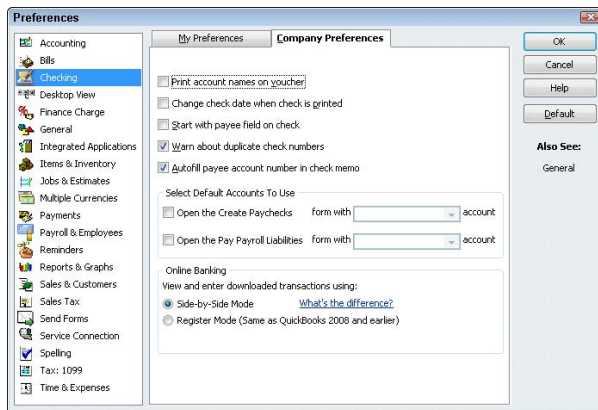 Preferences
Accounting
Bills
Checking
Desktop View
Finance Charge
General
Integrated Applications
Items & Inventory
Jobs & Estimates
Multiple Currencies
Payments
Payroll & Employees
Reminders
Reports & Graphs
Sales & Customers
Sales Tax
Send Forms
Service Connection
Spelling
Tax: 1099
Time & Expenses
My Preferences
Company Preferences
Print account names on voucher
Change check date when check is printed
Start with payee field on check
Warn about duplicate check numbers
Autofill payee account number in check memo
Select Default Accounts To Use
Open the Create Paychecks form with account
Open the Pay Payroll Liabilities form with account
Online Banking
View and enter downloaded transactions using:
Side-by-Side Mode What's the difference?
Register Mode (Same as QuickBooks 2008 and earlier)
OK
Cancel
Help
Default
Also See:
General